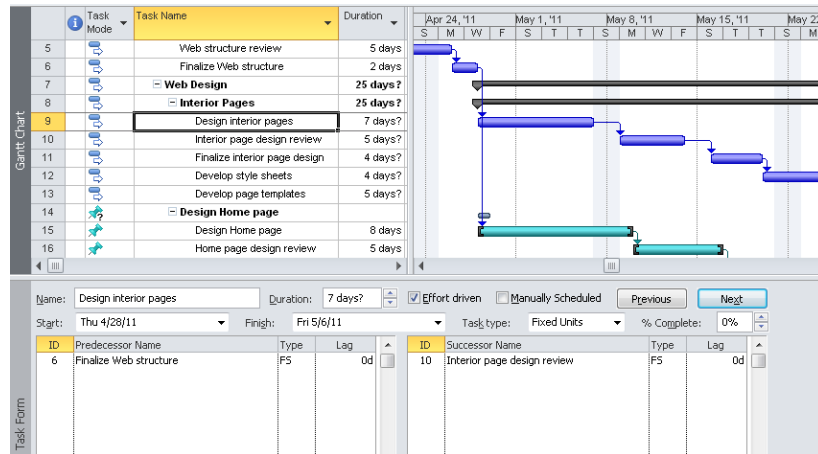 Task Mode Task Name Duration Apr 24, '11 May 1, '11 May 8, '11 May 15, '11 May 22
S M W F S T T S M W F S T T S M
5 Web structure review 5 days
6 Finalize Web structure 2 days
7 Web Design 25 days?
8 Interior Pages 25 days?
9 Design interior pages 7 days?
10 Interior page design review 5 days?
11 Finalize interior page design 4 days?
12 Develop style sheets 4 days?
13 Develop page templates 5 days?
14 Design Home page
15 Design Home page 8 days
16 Home page design review 5 days
Gantt Chart
Name: Design interior pages Duration: 7 days? Effort driven Manually Scheduled Previous Next
Start: Thu 4/28/11 Finish: Fri 5/6/11 Task type: Fixed Units % Complete: 0%
ID Predecessor Name Type Lag ID Successor Name Type Lag
6 Finalize Web structure FS 0d 10 Interior page design review FS 0d
Task Form